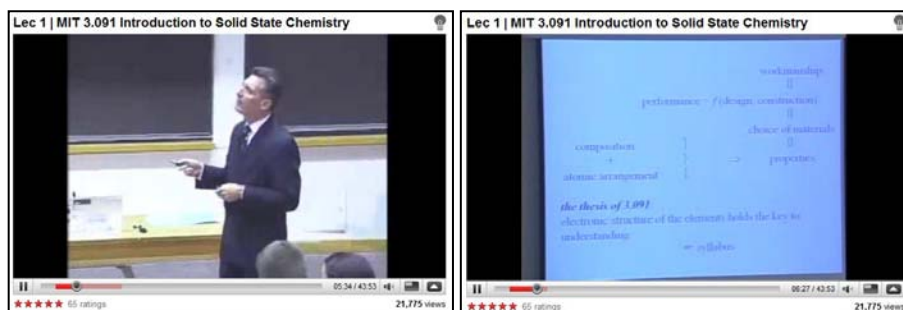 Lec 1 | MIT 3.091 Introduction to Solid State Chemistry
05:34 / 43:53
65 ratings
21,775 views
Lec 1 | MIT 3.091 Introduction to Solid State Chemistry
workmanship
performance = f (design, construction)
choice of materials
composition
+
⇒ properties
atomic arrangement
the thesis of 3.091:
electronic structure of the elements holds the key to
understanding
syllabus
06:27 / 43:53
65 ratings
21,775 views